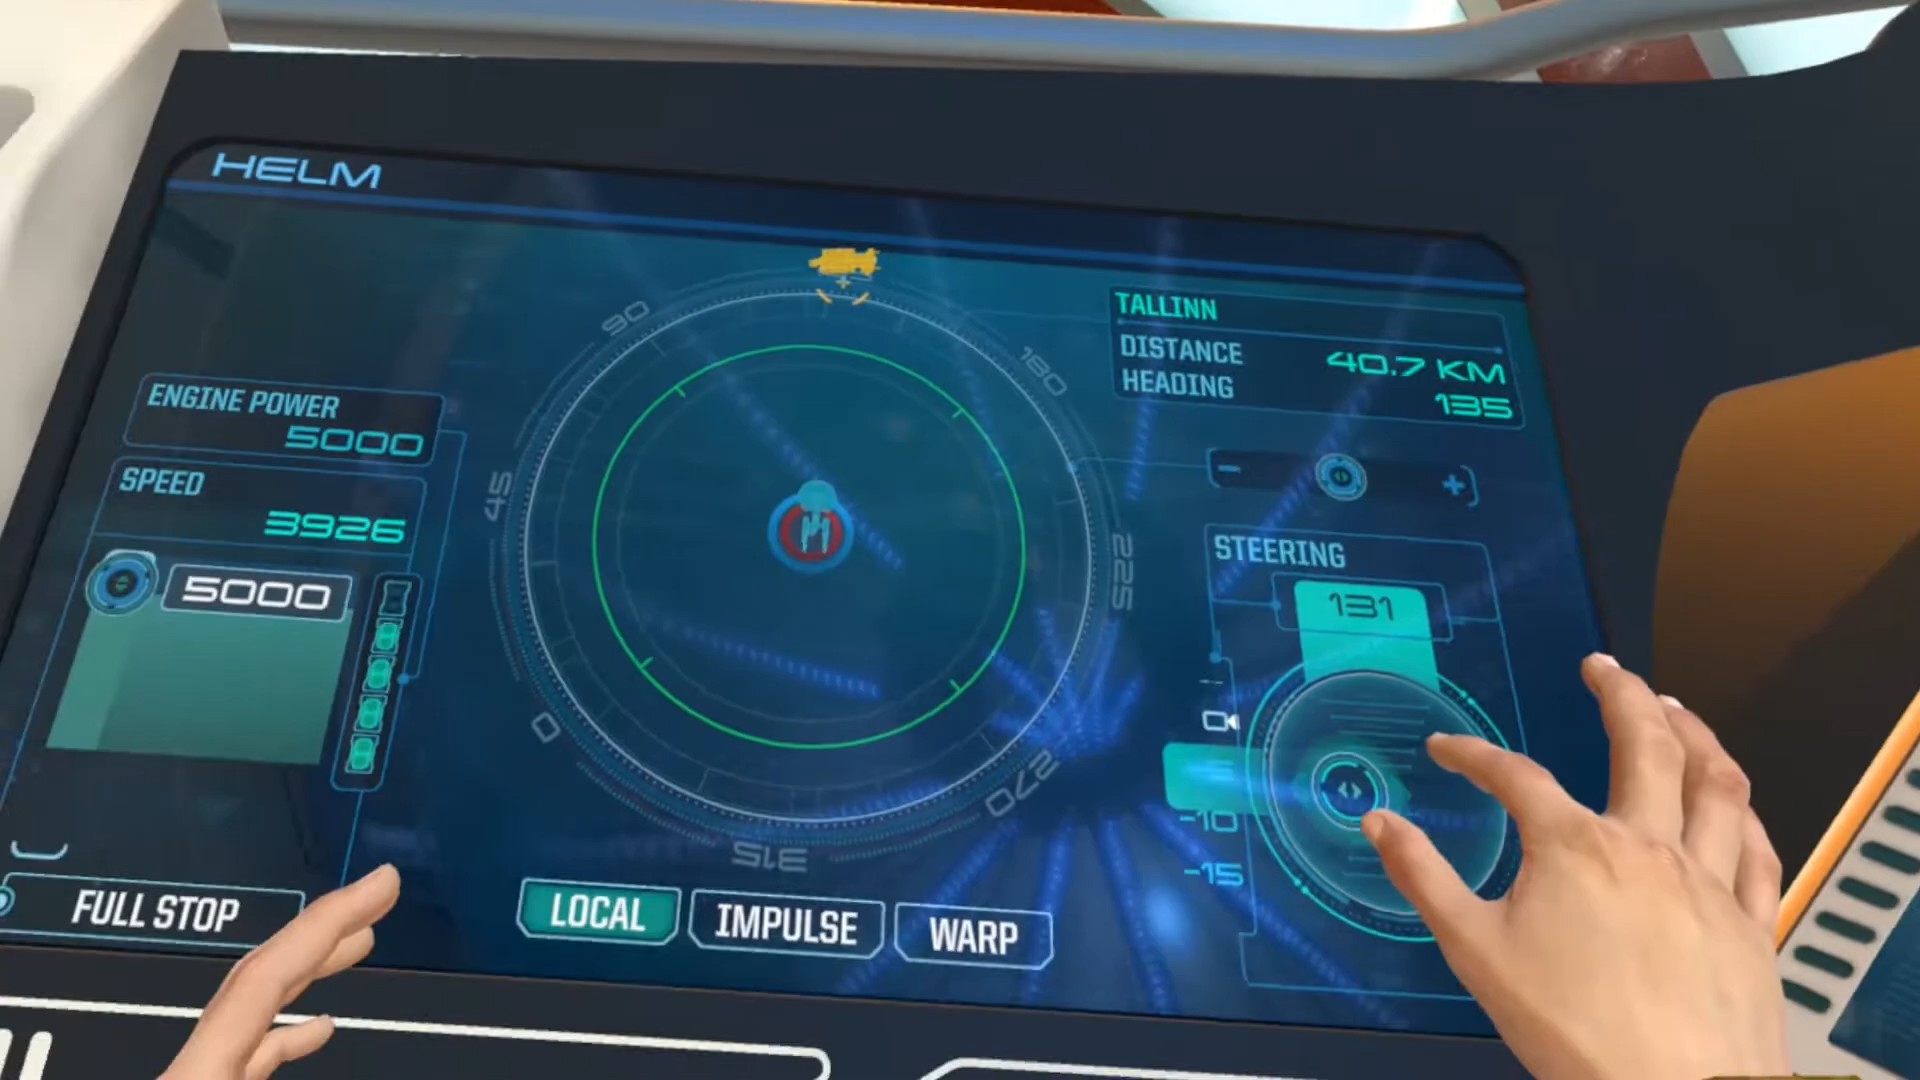 HELM
TALLINN
DISTANCE 40.7 KM
HEADING 135
ENGINE POWER
5000
SPEED
3926
5000
90
180
45
225
0
270
315
STEERING
131
-10
-15
FULL STOP
LOCAL
IMPULSE
WARP